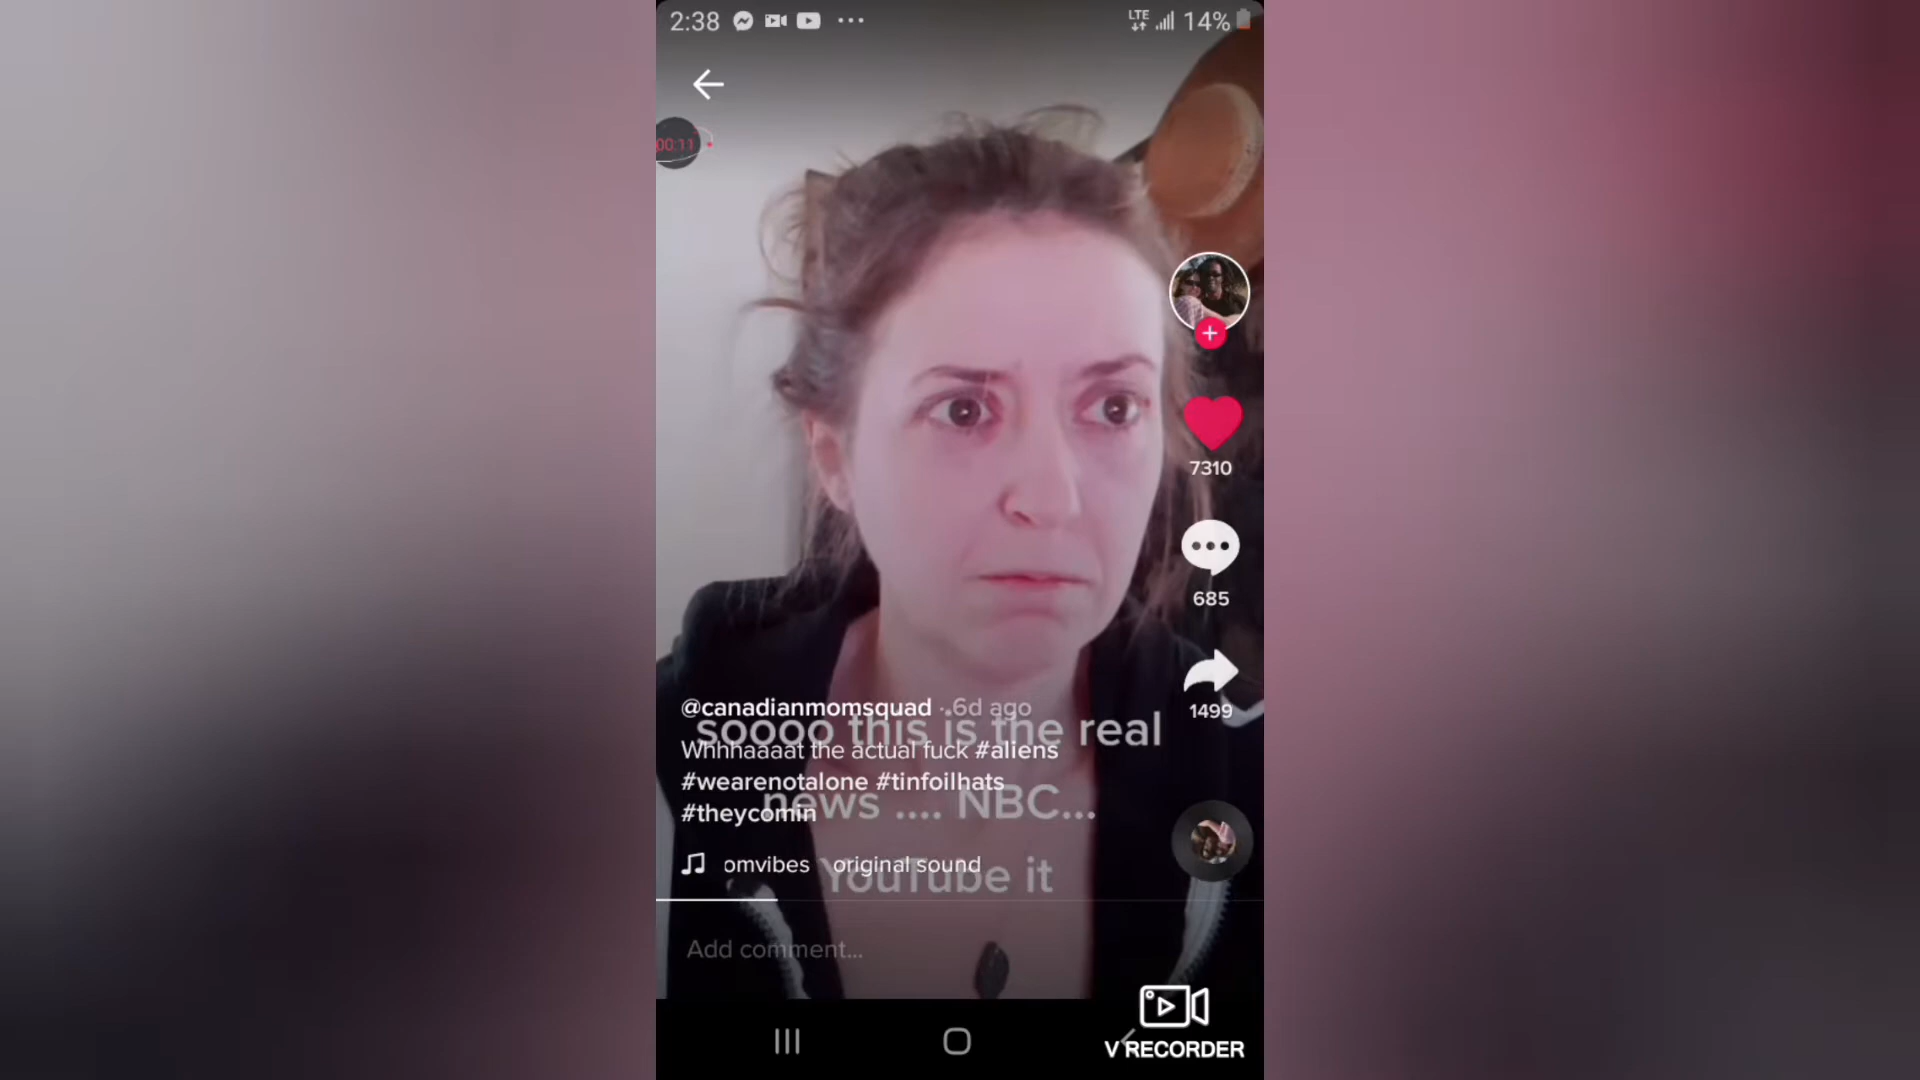 2:38
LTE
14%
00:11
7310
685
1499
@canadianmomsquad · 6d ago
soooo this is the real
Whhhaaaat the actual fuck #aliens
#wearenotalone #tinfoilhats
news .... NBC...
#theycomin
omvibes original sound
YouTube it
Add comment...
V RECORDER